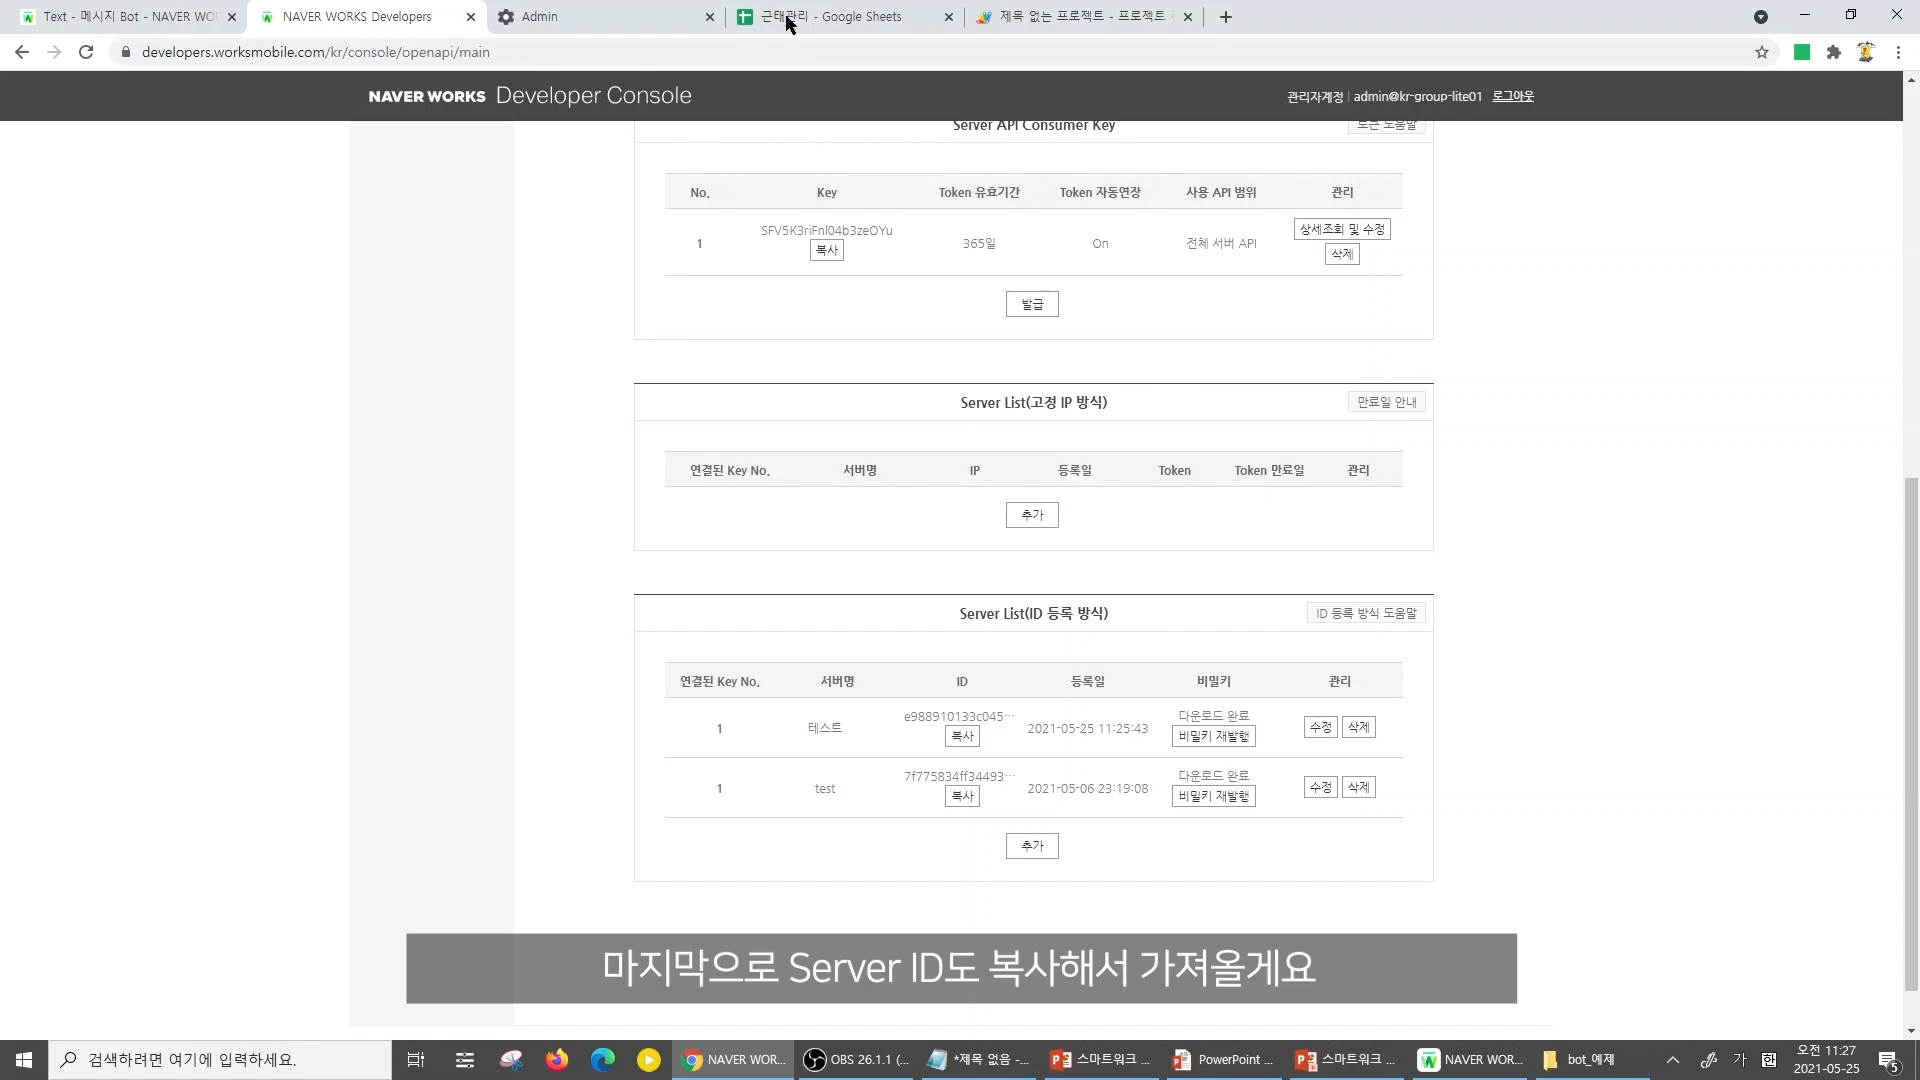 Text - 메시지 Bot - NAVER WO
NAVER WORKS Developers
Admin
근태관리 - Google Sheets
제목 없는 프로젝트 - 프로젝트
developers.worksmobile.com/kr/console/openapi/main
NAVER WORKS Developer Console
관리자계정 | admin@kr-group-lite01 로그아웃
Server API Consumer Key
토큰 도움말
No. Key Token 유효기간 Token 자동연장 사용 API 범위 관리
1 SFV5K3riFnl04b3zeOYu 365일 On 전체 서버 API 상세조회 및 수정
복사 삭제
발급
Server List(고정 IP 방식)
만료일 안내
연결된 Key No. 서버명 IP 등록일 Token Token 만료일 관리
추가
Server List(ID 등록 방식)
ID 등록 방식 도움말
연결된 Key No. 서버명 ID 등록일 비밀키 관리
1 테스트 e988910133c045… 2021-05-25 11:25:43 다운로드 완료 수정 삭제
복사 비밀키 재발행
1 test 7f775834ff34493… 2021-05-06 23:19:08 다운로드 완료 수정 삭제
복사 비밀키 재발행
추가
마지막으로 Server ID도 복사해서 가져올게요
검색하려면 여기에 입력하세요.
NAVER WOR...
OBS 26.1.1 (...
*제목 없음 -...
스마트워크 ...
PowerPoint ...
스마트워크 ...
NAVER WOR...
bot_예제
가
한
오전 11:27
2021-05-25
5